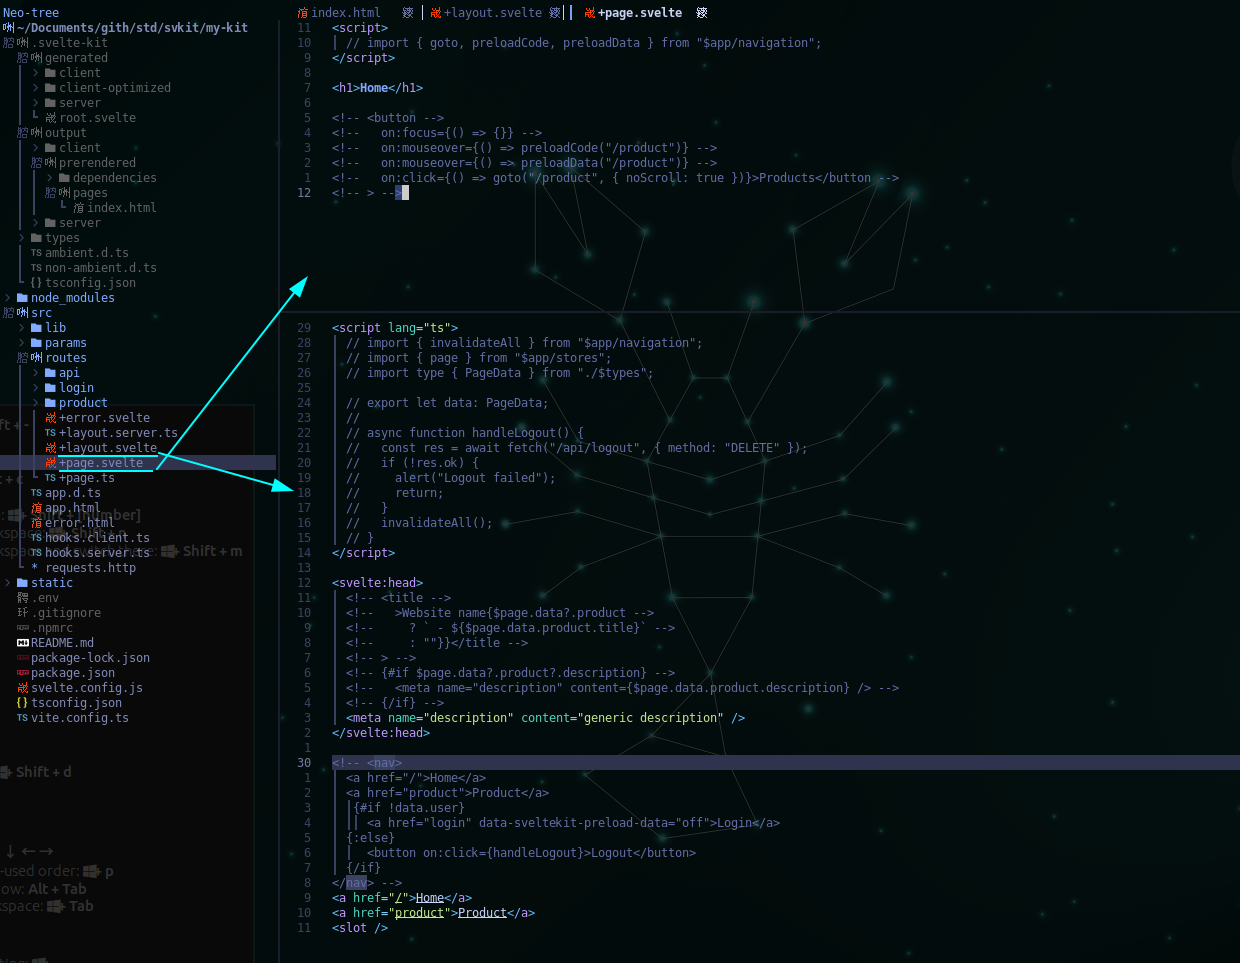 Neo-tree
~/Documents/gith/std/svkit/my-kit
.svelte-kit
generated
client
client-optimized
server
root.svelte
output
client
prerendered
dependencies
pages
index.html
server
types
TS ambient.d.ts
TS non-ambient.d.ts
{} tsconfig.json
node_modules
src
lib
params
routes
api
login
product
+error.svelte
TS +layout.server.ts
+layout.svelte
+page.svelte
TS +page.ts
TS app.d.ts
app.html
error.html
TS hooks.client.ts
TS hooks.server.ts
* requests.http
static
.env
.gitignore
.npmrc
README.md
package-lock.json
package.json
svelte.config.js
{} tsconfig.json
TS vite.config.ts
Shift + [number]
Shift + m
Shift + d
↓ ←→
-used order: + p
ow: Alt + Tab
kspace: + Tab
index.html +layout.svelte +page.svelte
11 <script>
10 // import { goto, preloadCode, preloadData } from "$app/navigation";
9 </script>
8
7 <h1>Home</h1>
6
5 <!-- <button -->
4 <!--   on:focus={() => {}} -->
3 <!--   on:mouseover={() => preloadCode("/product")} -->
2 <!--   on:mouseover={() => preloadData("/product")} -->
1 <!--   on:click={() => goto("/product", { noScroll: true })}>Products</button -->
12 <!-- > -->
29 <script lang="ts">
28 // import { invalidateAll } from "$app/navigation";
27 // import { page } from "$app/stores";
26 // import type { PageData } from "./$types";
25
24 // export let data: PageData;
23 //
22 // async function handleLogout() {
21 //   const res = await fetch("/api/logout", { method: "DELETE" });
20 //   if (!res.ok) {
19 //     alert("Logout failed");
18 //     return;
17 //   }
16 //   invalidateAll();
15 // }
14 </script>
13
12 <svelte:head>
11 <!-- <title -->
10 <!--   >Website name{$page.data?.product -->
9 <!--     ? ` - ${$page.data.product.title}` -->
8 <!--     : ""}}</title -->
7 <!-- > -->
6 <!-- {#if $page.data?.product?.description} -->
5 <!--   <meta name="description" content={$page.data.product.description} /> -->
4 <!-- {/if} -->
3 <meta name="description" content="generic description" />
2 </svelte:head>
1
30 <!-- <nav>
1 <a href="/">Home</a>
2 <a href="product">Product</a>
3 {#if !data.user}
4 <a href="login" data-sveltekit-preload-data="off">Login</a>
5 {:else}
6 <button on:click={handleLogout}>Logout</button>
7 {/if}
8 </nav> -->
9 <a href="/">Home</a>
10 <a href="product">Product</a>
11 <slot />